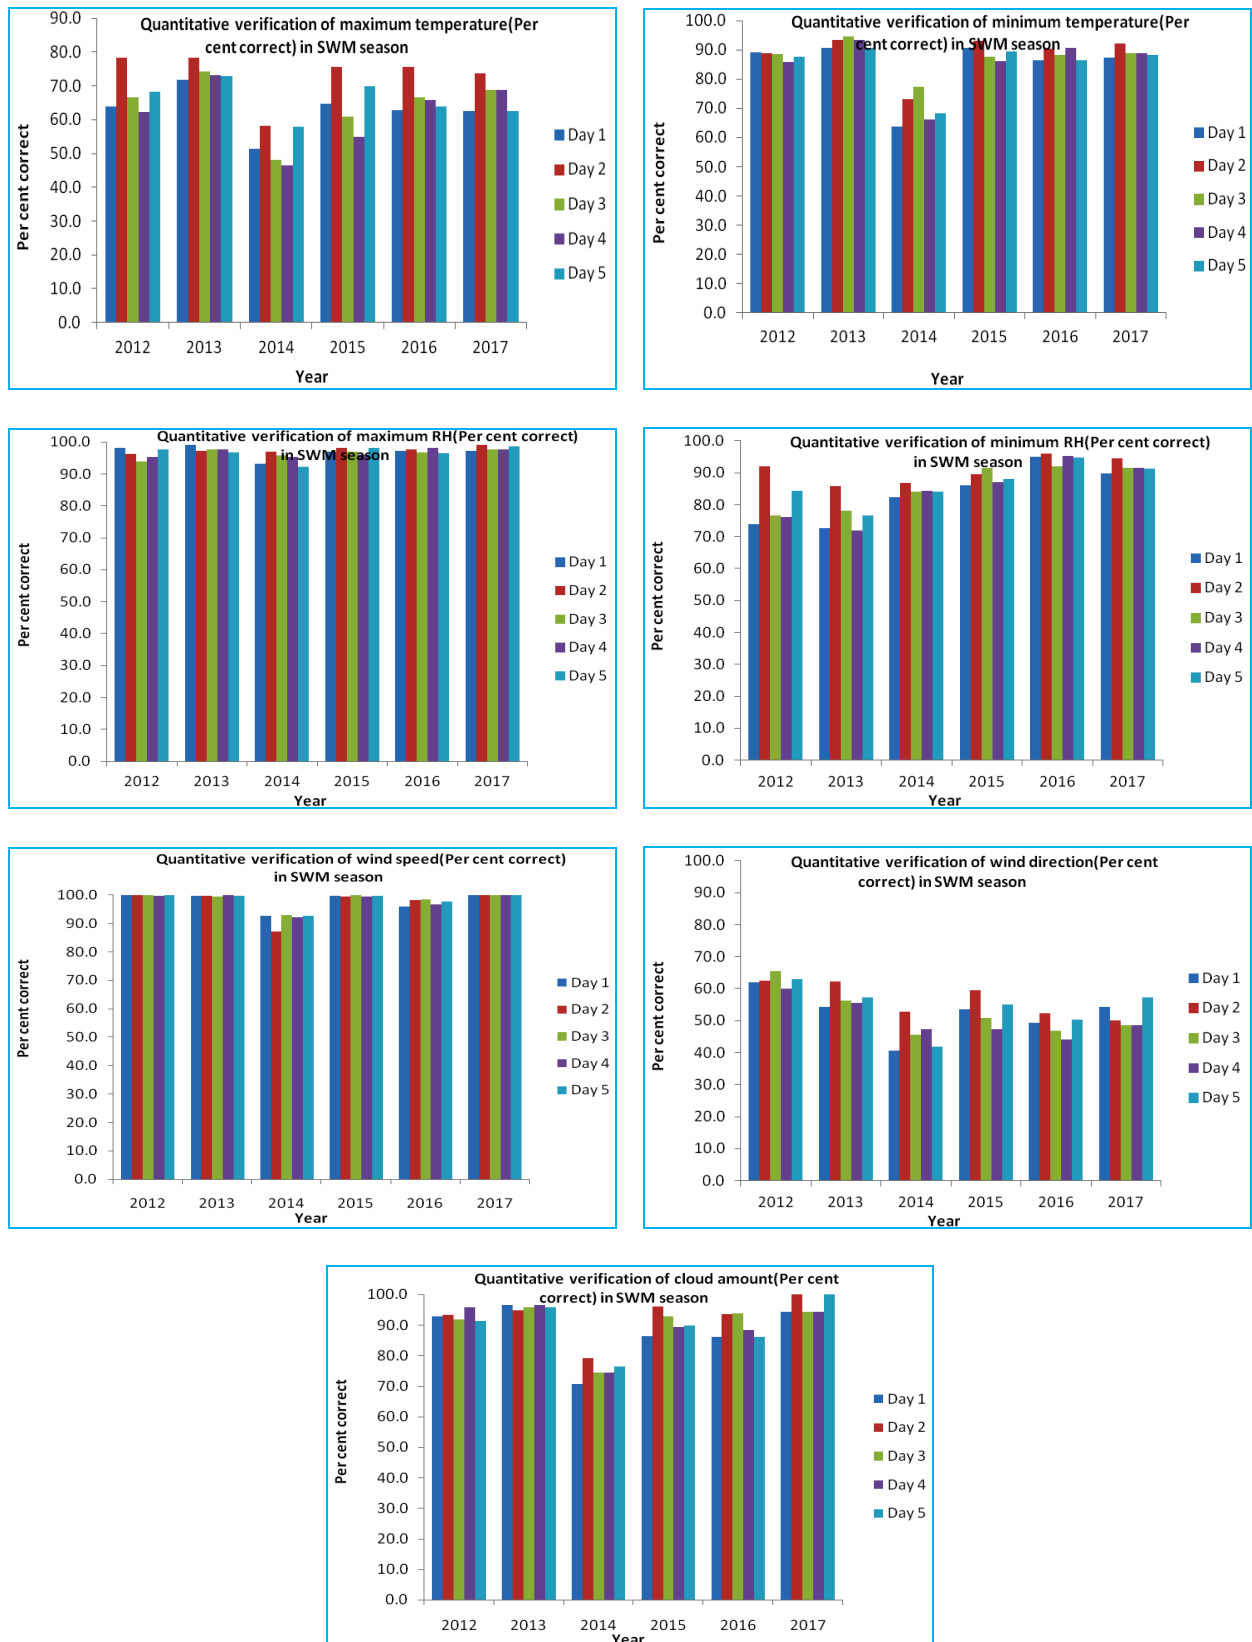 Quantitative verification of maximum temperature(Per
cent correct) in SWM season
Per cent correct
90.0
80.0
70.0
60.0
50.0
40.0
30.0
20.0
10.0
0.0
2012 2013 2014 2015 2016 2017
Year
Day 1
Day 2
Day 3
Day 4
Day 5
Quantitative verification of minimum temperature(Per
cent correct) in SWM season
Per cent correct
100.0
90.0
80.0
70.0
60.0
50.0
40.0
30.0
20.0
10.0
0.0
2012 2013 2014 2015 2016 2017
Year
Day 1
Day 2
Day 3
Day 4
Day 5
Quantitative verification of maximum RH(Per cent correct)
in SWM season
Per cent correct
100.0
90.0
80.0
70.0
60.0
50.0
40.0
30.0
20.0
10.0
0.0
2012 2013 2014 2015 2016 2017
Year
Day 1
Day 2
Day 3
Day 4
Day 5
Quantitative verification of minimum RH(Per cent correct)
in SWM season
Per cent correct
100.0
90.0
80.0
70.0
60.0
50.0
40.0
30.0
20.0
10.0
0.0
2012 2013 2014 2015 2016 2017
Year
Day 1
Day 2
Day 3
Day 4
Day 5
Quantitative verification of wind speed(Per cent correct)
in SWM season
Per cent correct
100.0
90.0
80.0
70.0
60.0
50.0
40.0
30.0
20.0
10.0
0.0
2012 2013 2014 2015 2016 2017
Year
Day 1
Day 2
Day 3
Day 4
Day 5
Quantitative verification of wind direction(Per cent
correct) in SWM season
Per cent correct
100.0
90.0
80.0
70.0
60.0
50.0
40.0
30.0
20.0
10.0
0.0
2012 2013 2014 2015 2016 2017
Year
Day 1
Day 2
Day 3
Day 4
Day 5
Quantitative verification of cloud amount(Per cent
correct) in SWM season
Per cent correct
100.0
90.0
80.0
70.0
60.0
50.0
40.0
30.0
20.0
10.0
0.0
2012 2013 2014 2015 2016 2017
Year
Day 1
Day 2
Day 3
Day 4
Day 5